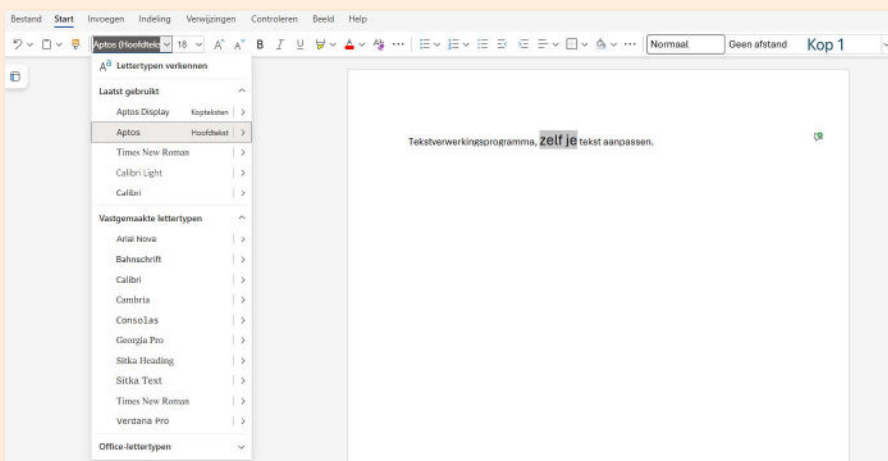 Bestand Start Invoegen Indeling Verwijzingen Controleren Beeld Help
Aptos (Hoofdteks 18 A A B I U A Normaal Geen afstand Kop 1
Lettertypen verkennen
Laatst gebruikt
Aptos Display Kopteksten
Aptos Hoofdtekst
Times New Roman
Calibri Light
Calibri
Vastgemaakte lettertypen
Arial Nova
Bahnschrift
Calibri
Cambria
Consolas
Georgia Pro
Sitka Heading
Sitka Text
Times New Roman
Verdana Pro
Office-lettertypen
Tekstverwerkingsprogramma, zelf je tekst aanpassen.